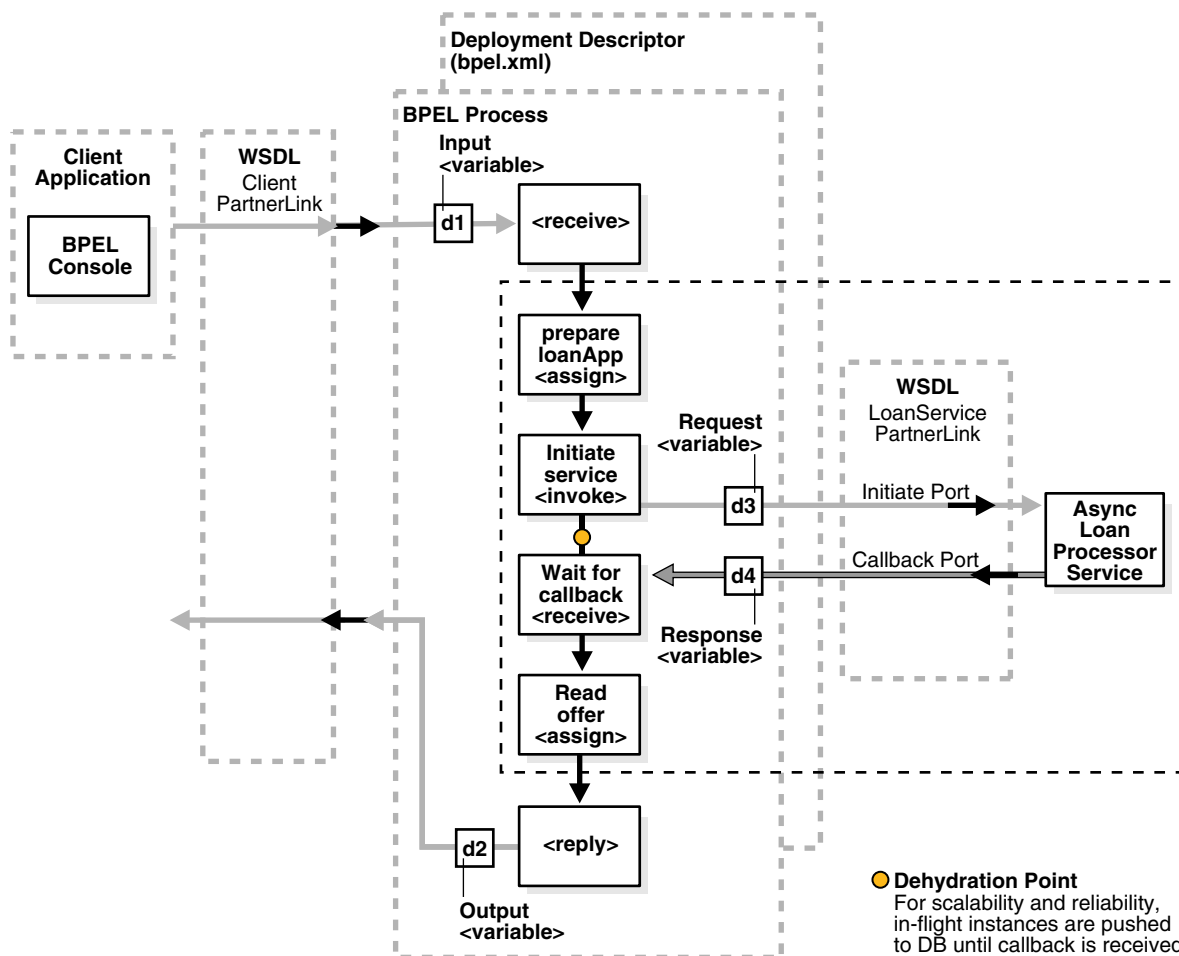 Deployment Descriptor
(bpel.xml)
BPEL Process
Client
Application
BPEL
Console
WSDL
Client
PartnerLink
Input
<variable>
d1
<receive>
prepare
loanApp
<assign>
Initiate
service
<invoke>
Request
<variable>
d3
WSDL
LoanService
PartnerLink
Initiate Port
Async
Loan
Processor
Service
Callback Port
d4
Response
<variable>
Wait for
callback
<receive>
Read
offer
<assign>
<reply>
d2
Output
<variable>
Dehydration Point
For scalability and reliability,
in-flight instances are pushed
to DB until callback is received